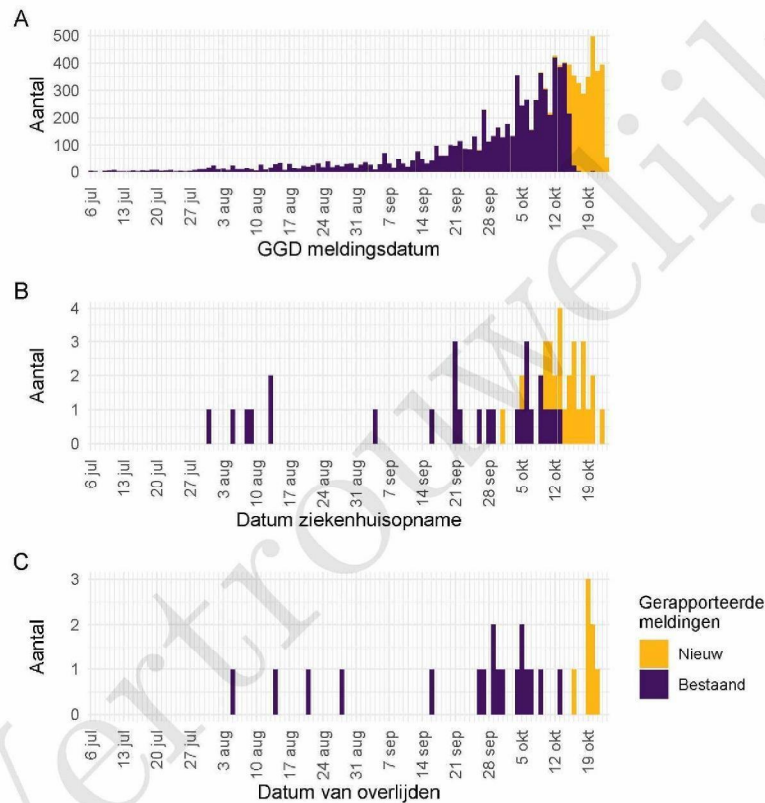 A
500
400
300
200
100
0
Aantal
6 jul
13 jul
20 jul
27 jul
3 aug
10 aug
17 aug
24 aug
31 aug
7 sep
14 sep
21 sep
28 sep
5 okt
12 okt
19 okt
GGD meldingsdatum
B
4
3
2
1
0
Aantal
6 jul
13 jul
20 jul
27 jul
3 aug
10 aug
17 aug
24 aug
31 aug
7 sep
14 sep
21 sep
28 sep
5 okt
12 okt
19 okt
Datum ziekenhuisopname
C
3
2
1
0
Aantal
6 jul
13 jul
20 jul
27 jul
3 aug
10 aug
17 aug
24 aug
31 aug
7 sep
14 sep
21 sep
28 sep
5 okt
12 okt
19 okt
Datum van overlijden
Gerapporteerde
meldingen
Nieuw
Bestaand
Vertrouwelijk